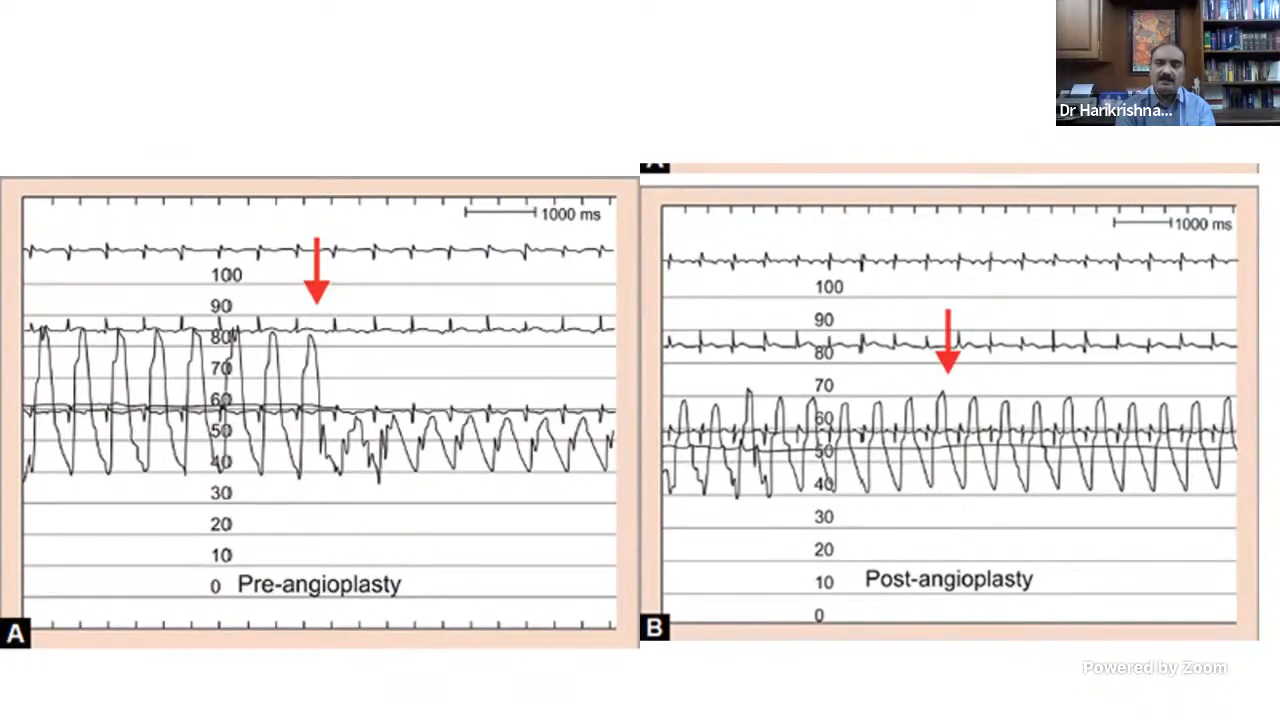 Dr Harikrishna...
1000 ms
100
90
80
70
60
50
40
30
20
10
0
Pre-angioplasty
A
1000 ms
100
90
80
70
60
50
40
30
20
10
0
Post-angioplasty
B
Powered by Zoom